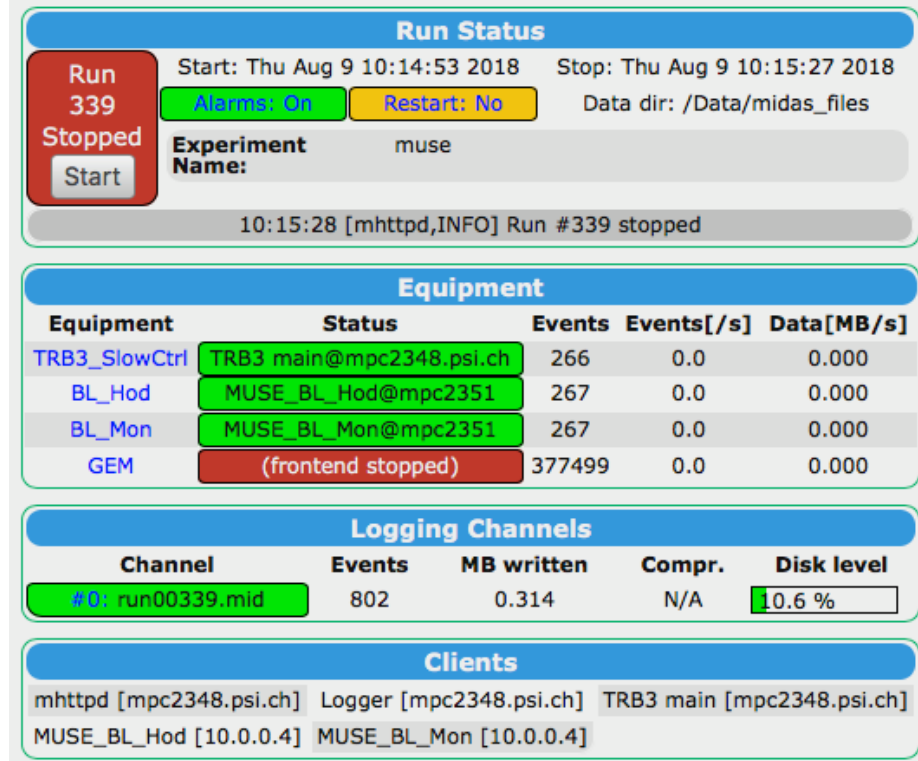 Run Status
Run 339 Stopped
Start
Start: Thu Aug 9 10:14:53 2018 Stop: Thu Aug 9 10:15:27 2018
Alarms: On Restart: No Data dir: /Data/midas_files
Experiment Name: muse
10:15:28 [mhttpd,INFO] Run #339 stopped
Equipment
Equipment Status Events Events[/s] Data[MB/s]
TRB3_SlowCtrl TRB3 main@mpc2348.psi.ch 266 0.0 0.000
BL_Hod MUSE_BL_Hod@mpc2351 267 0.0 0.000
BL_Mon MUSE_BL_Mon@mpc2351 267 0.0 0.000
GEM (frontend stopped) 377499 0.0 0.000
Logging Channels
Channel Events MB written Compr. Disk level
#0: run00339.mid 802 0.314 N/A 10.6 %
Clients
mhttpd [mpc2348.psi.ch] Logger [mpc2348.psi.ch] TRB3 main [mpc2348.psi.ch]
MUSE_BL_Hod [10.0.0.4] MUSE_BL_Mon [10.0.0.4]